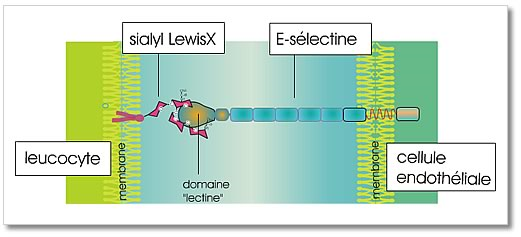 sialyl LewisX
E-sélectine
leucocyte
membrane
domaine
"lectine"
membrane
cellule
endothéliale